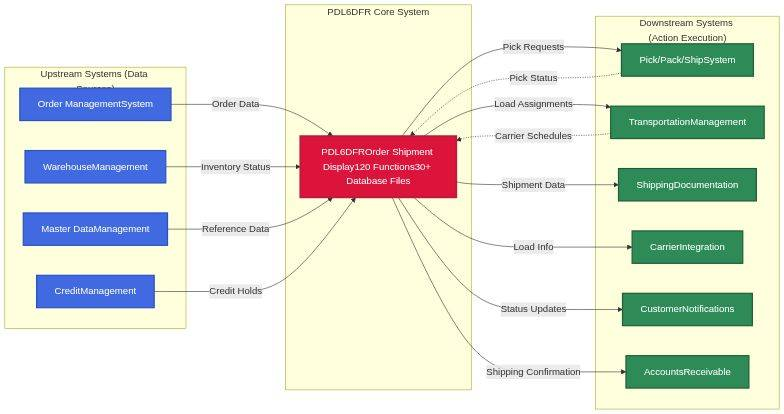 PDL6DFR Core System
Upstream Systems (Data
Sources)
Downstream Systems
(Action Execution)
Order ManagementSystem
WarehouseManagement
Master DataManagement
CreditManagement
Order Data
Inventory Status
Reference Data
Credit Holds
PDL6DFROrder Shipment
Display120 Functions30+
Database Files
Pick Requests
Pick Status
Load Assignments
Carrier Schedules
Shipment Data
Load Info
Status Updates
Shipping Confirmation
Pick/Pack/ShipSystem
TransportationManagement
ShippingDocumentation
CarrierIntegration
CustomerNotifications
AccountsReceivable